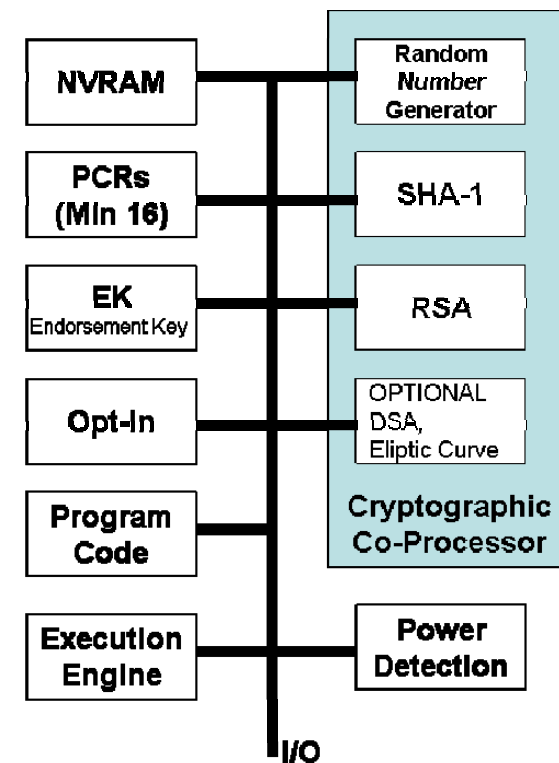 NVRAM
PCRs
(Min 16)
EK
Endorsement Key
Opt-In
Program
Code
Execution
Engine
Random
Number
Generator
SHA-1
RSA
OPTIONAL
DSA,
Eliptic Curve
Cryptographic
Co-Processor
Power
Detection
I/O